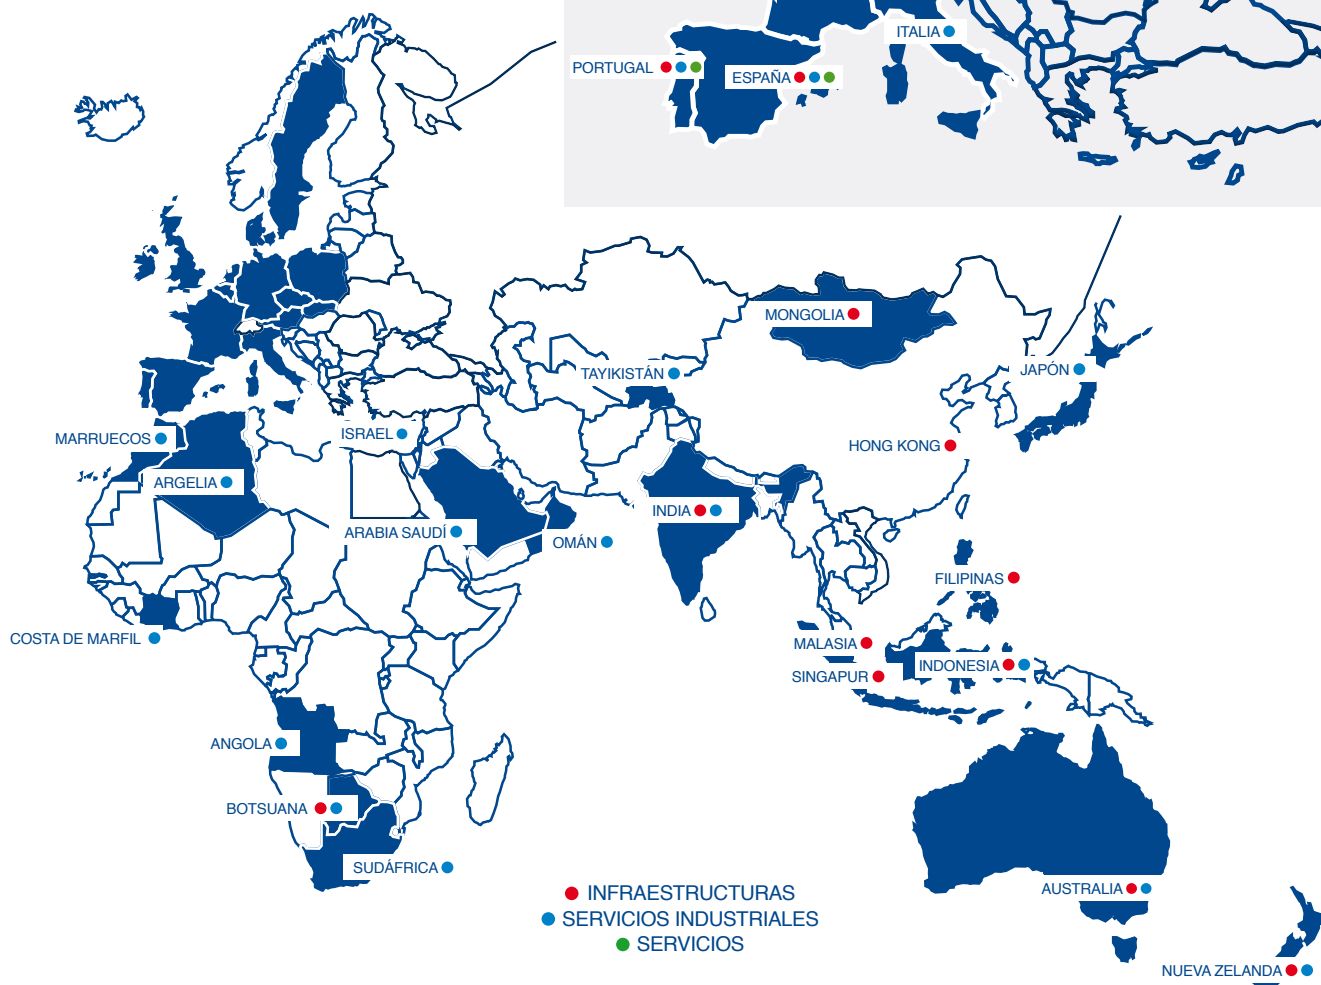 ITALIA
PORTUGAL
ESPAÑA
MONGOLIA
TAYIKISTÁN
JAPÓN
MARRUECOS
ISRAEL
HONG KONG
ARGELIA
INDIA
ARABIA SAUDÍ
OMÁN
FILIPINAS
COSTA DE MARFIL
MALASIA
INDONESIA
SINGAPUR
ANGOLA
BOTSUANA
SUDÁFRICA
AUSTRALIA
INFRAESTRUCTURAS
SERVICIOS INDUSTRIALES
SERVICIOS
NUEVA ZELANDA